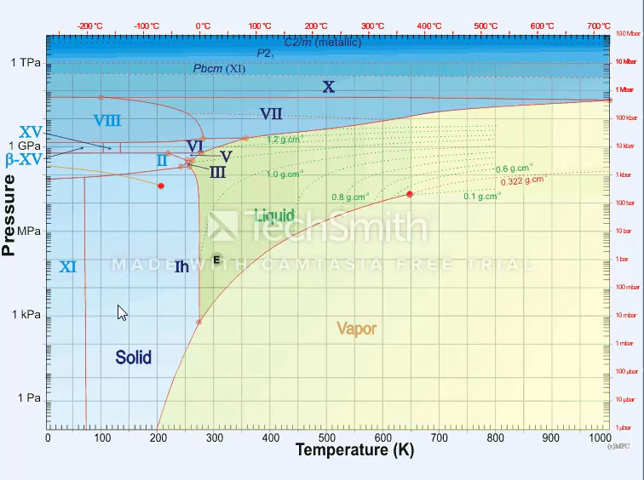 -200 °C -100 °C 0 °C 100 °C 200 °C 300 °C 400 °C 500 °C 600 °C 700 °C
C2/m (metallic)
100 Mbar
P2₁
1 TPa
10 Mbar
Pbcm (XI)
X
1 Mbar
VIII
VII
100 kbar
XV
1.2 g.cm⁻³
1 GPa
VI
10 kbar
β-XV
II
V
III
1.0 g.cm⁻³
0.6 g.cm⁻³
1 kbar
0.322 g.cm⁻³
0.8 g.cm⁻³
0.1 g.cm⁻³
100 bar
Liquid
TechSmith
MPa
10 bar
Pressure
E
XI
Ih
MADE WITH CAMTASIA FREE TRIAL
1 bar
100 mbar
1 kPa
10 mbar
Vapor
1 mbar
Solid
100 µbar
1 Pa
10 µbar
1 µbar
0 100 200 300 400 500 600 700 800 900 1000
Temperature (K)